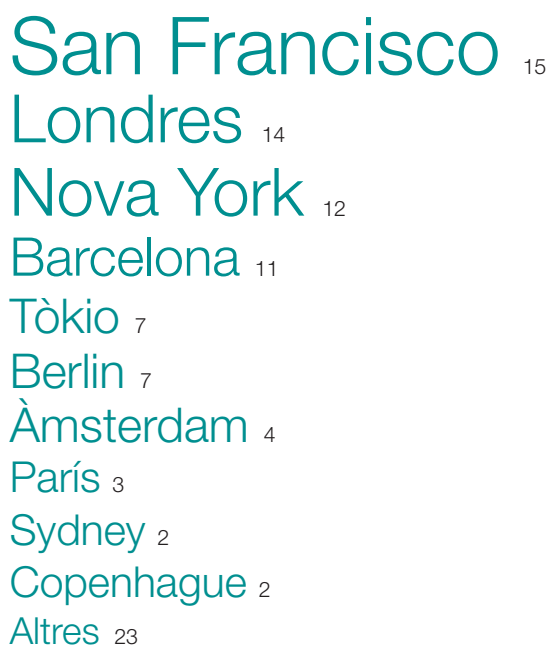 San Francisco 15
Londres 14
Nova York 12
Barcelona 11
Tòkio 7
Berlin 7
Àmsterdam 4
París 3
Sydney 2
Copenhague 2
Altres 23